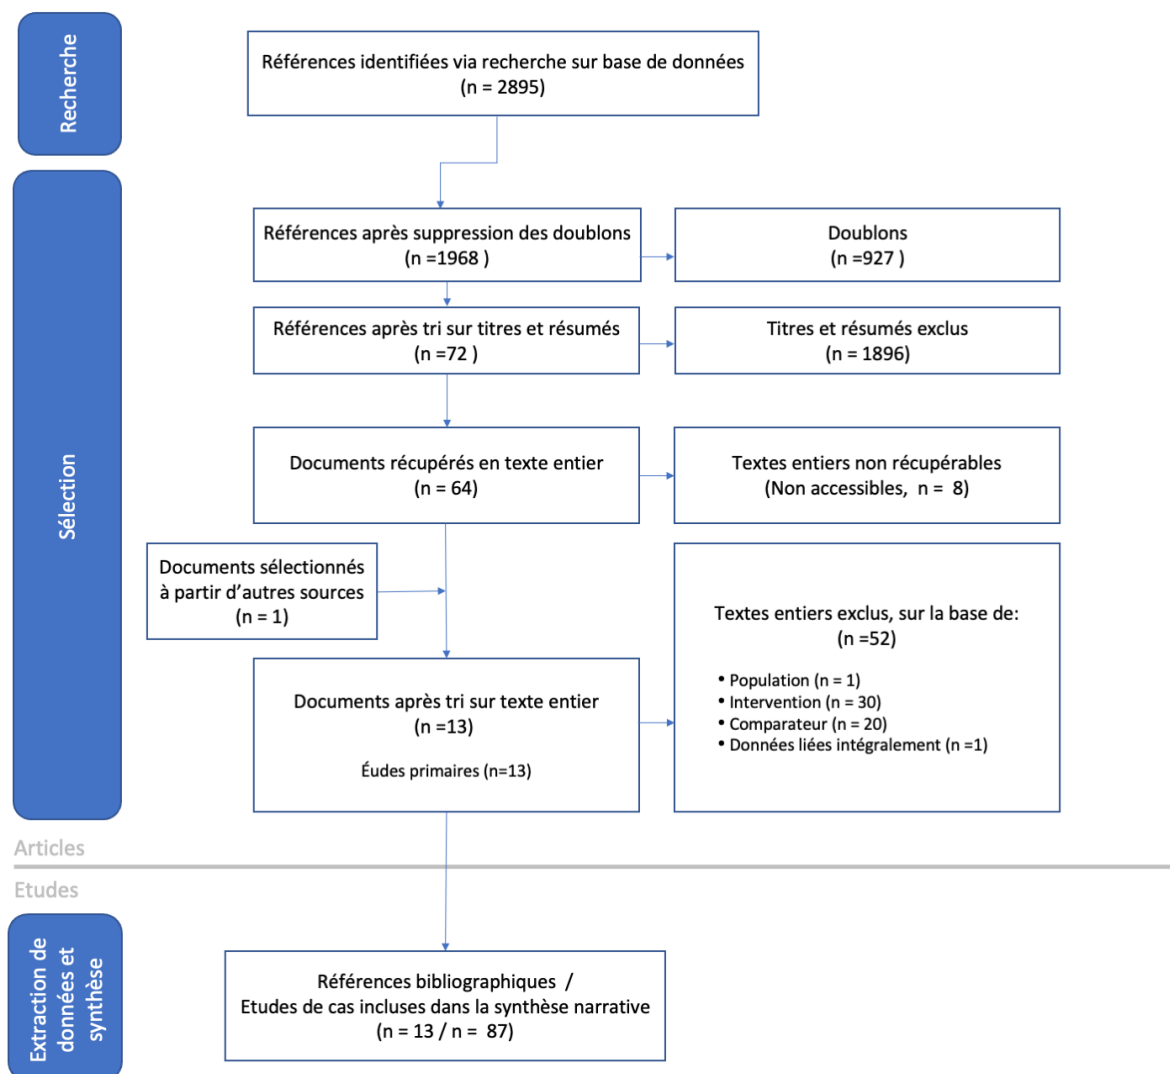 Recherche
Références identifiées via recherche sur base de données
(n = 2895)
Sélection
Références après suppression des doublons
(n =1968 )
Doublons
(n =927 )
Références après tri sur titres et résumés
(n =72 )
Titres et résumés exclus
(n = 1896)
Documents récupérés en texte entier
(n = 64)
Textes entiers non récupérables
(Non accessibles,  n =  8)
Documents sélectionnés
à partir d'autres sources
(n = 1)
Textes entiers exclus, sur la base de:
(n =52)
• Population (n = 1)
• Intervention (n = 30)
• Comparateur (n = 20)
• Données liées intégralement (n =1)
Documents après tri sur texte entier
(n =13)
Éudes primaires (n=13)
Articles
Etudes
Extraction de
données et
synthèse
Références bibliographiques  /
Etudes de cas incluses dans la synthèse narrative
(n = 13 / n =  87)